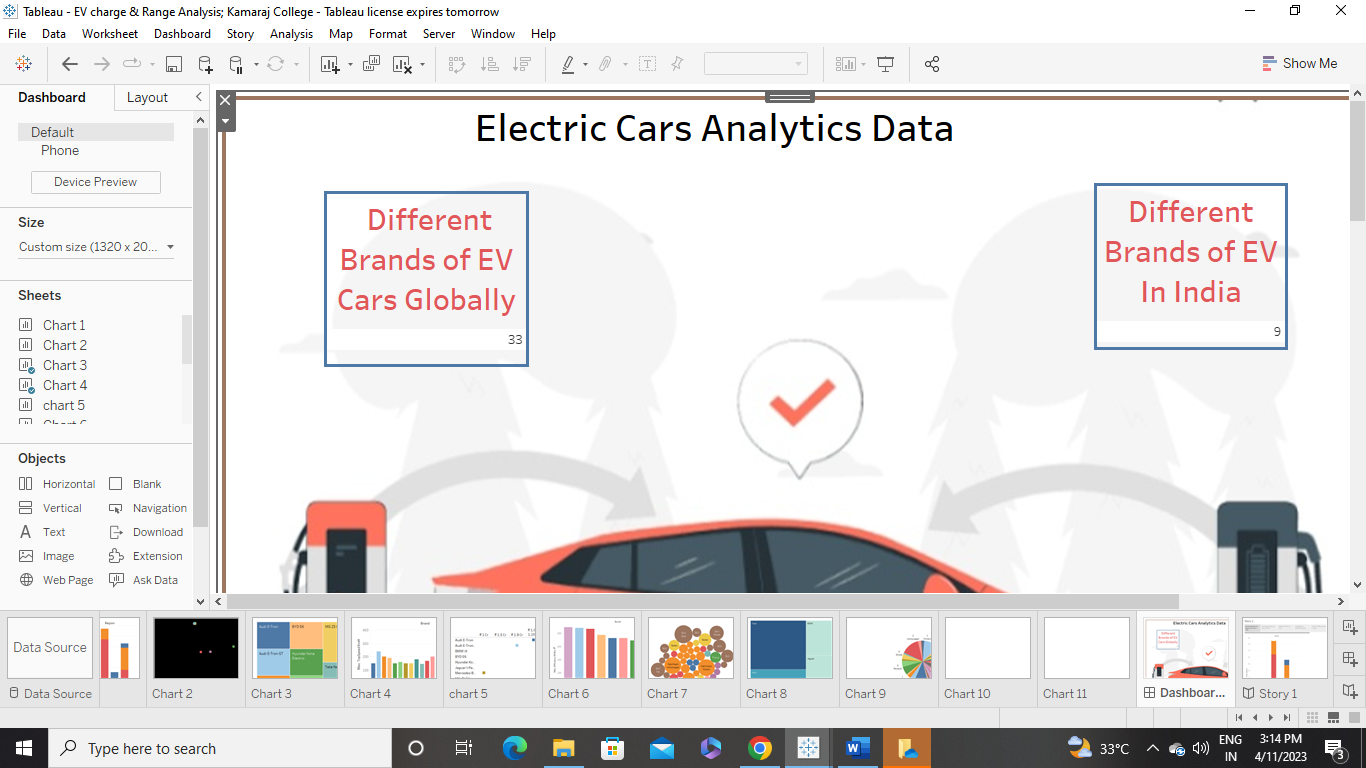 Tableau - EV charge & Range Analysis; Kamaraj College - Tableau license expires tomorrow
File Data Worksheet Dashboard Story Analysis Map Format Server Window Help
Show Me
Dashboard Layout
Default
Phone
Device Preview
Size
Custom size (1320 x 20...
Sheets
Chart 1
Chart 2
Chart 3
Chart 4
chart 5
Objects
Horizontal Blank
Vertical Navigation
Text Download
Image Extension
Web Page Ask Data
Electric Cars Analytics Data
Different
Brands of EV
Cars Globally
33
Different
Brands of EV
In India
9
Data Source
Data Source Chart 2 Chart 3 Chart 4 chart 5 Chart 6 Chart 7 Chart 8 Chart 9 Chart 10 Chart 11 Dashboar... Story 1
Electric Cars Analytics Data
Type here to search
33°C
ENG
IN
3:14 PM
4/11/2023
3